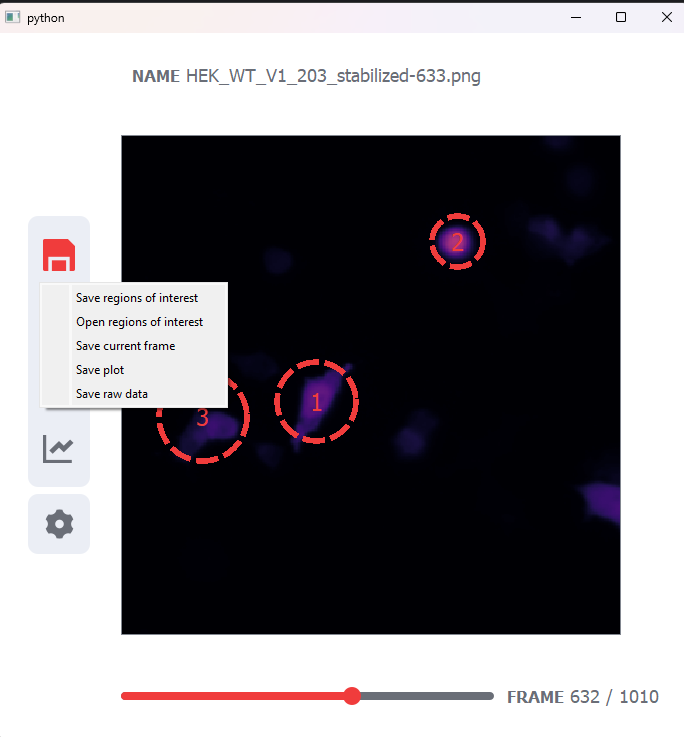 python
NAME HEK_WT_V1_203_stabilized-633.png
2
Save regions of interest
Open regions of interest
Save current frame
Save plot
Save raw data
1
3
FRAME 632 / 1010